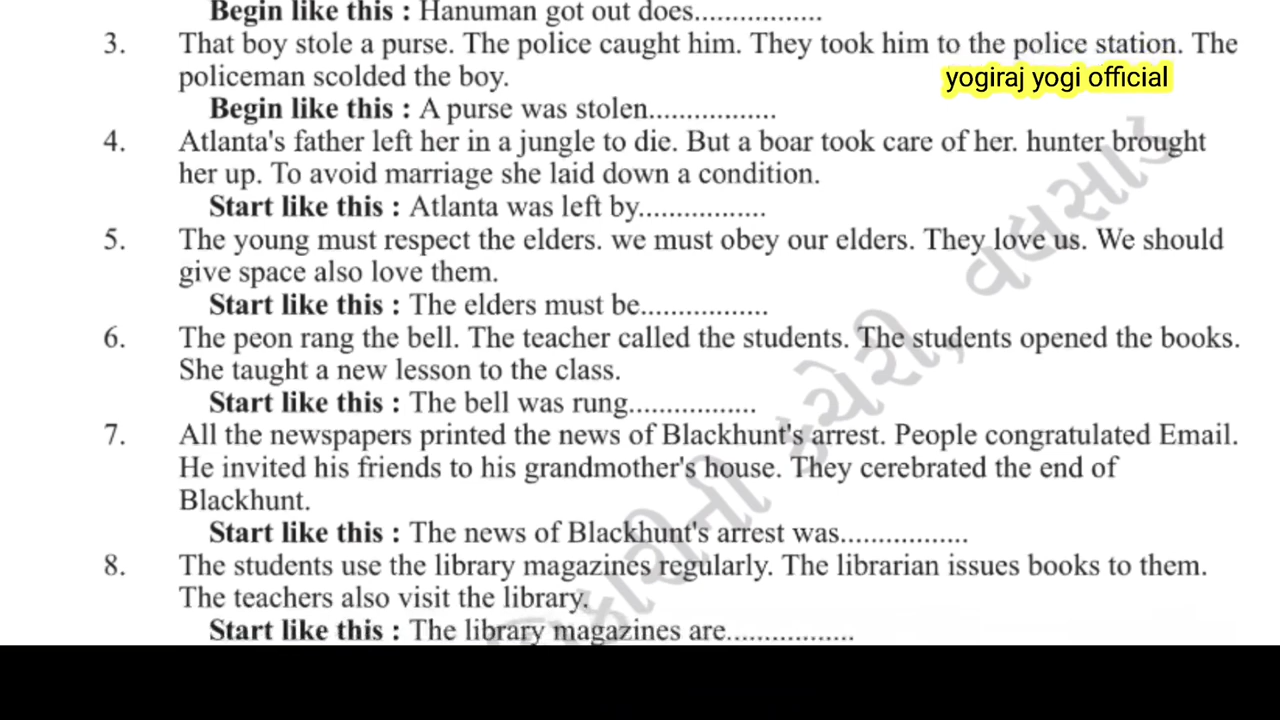 Begin like this : Hanuman got out does.................
3. That boy stole a purse. The police caught him. They took him to the police station. The
policeman scolded the boy.
yogiraj yogi official
Begin like this : A purse was stolen.................
4. Atlanta's father left her in a jungle to die. But a boar took care of her. hunter brought
her up. To avoid marriage she laid down a condition.
Start like this : Atlanta was left by.................
5. The young must respect the elders. we must obey our elders. They love us. We should
give space also love them.
Start like this : The elders must be.................
6. The peon rang the bell. The teacher called the students. The students opened the books.
She taught a new lesson to the class.
Start like this : The bell was rung.................
7. All the newspapers printed the news of Blackhunt's arrest. People congratulated Email.
He invited his friends to his grandmother's house. They cerebrated the end of
Blackhunt.
Start like this : The news of Blackhunt's arrest was.................
8. The students use the library magazines regularly. The librarian issues books to them.
The teachers also visit the library.
Start like this : The library magazines are.................
કચેરી, વલસાડ